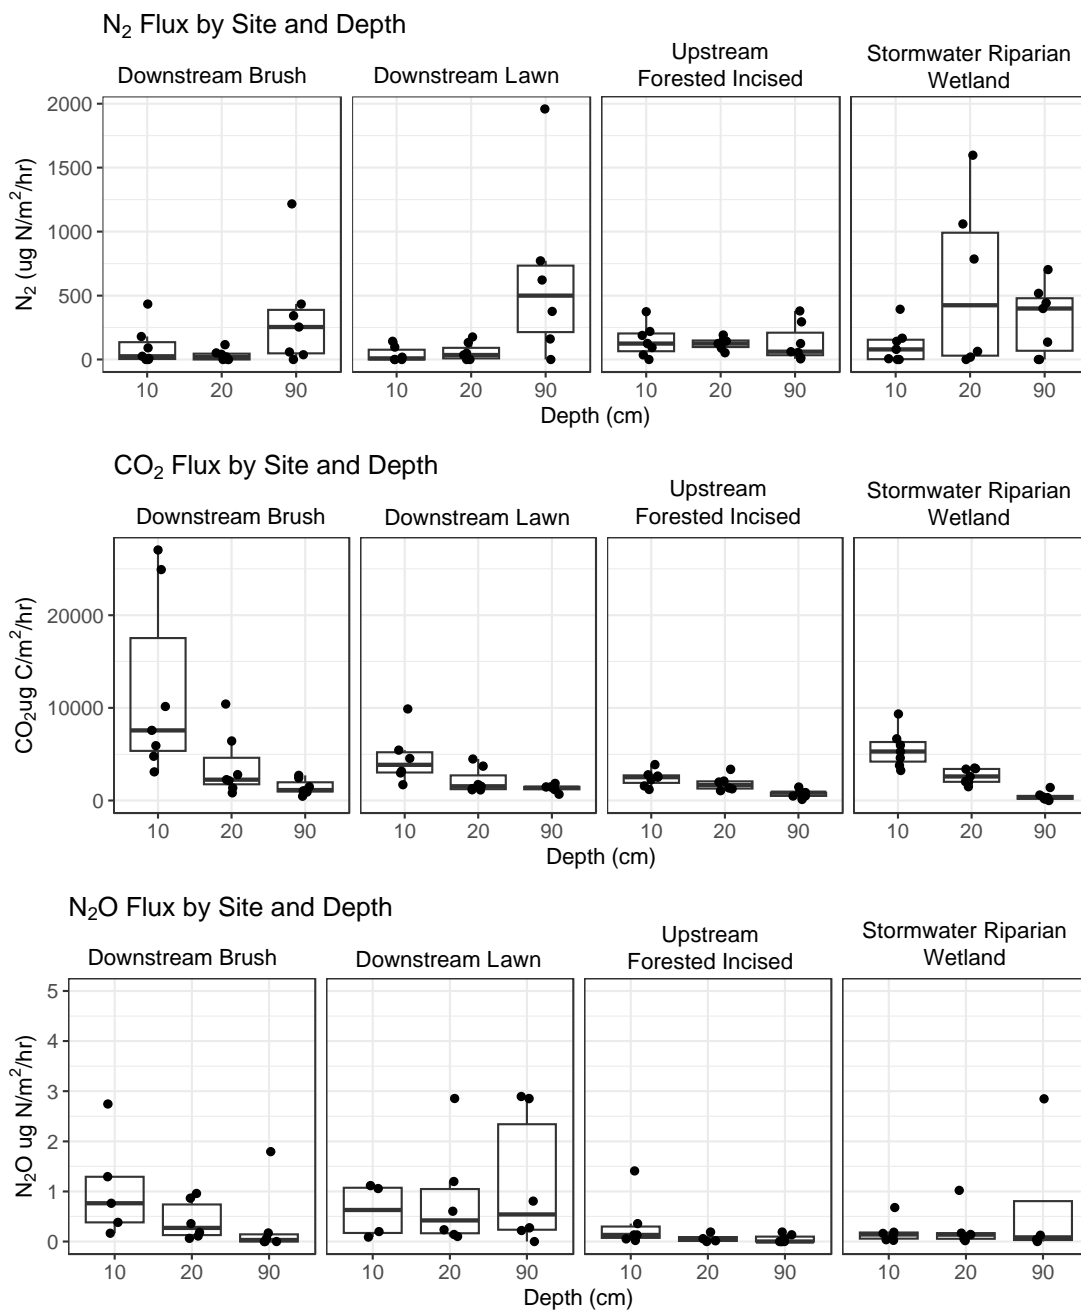 N₂ Flux by Site and Depth
Downstream Brush
Downstream Lawn
Upstream
Forested Incised
Stormwater Riparian
Wetland
N₂ (ug N/m²/hr)
2000
1500
1000
500
0
10 20 90 10 20 90 10 20 90 10 20 90
Depth (cm)
CO₂ Flux by Site and Depth
Downstream Brush
Downstream Lawn
Upstream
Forested Incised
Stormwater Riparian
Wetland
CO₂ug C/m²/hr)
20000
10000
0
10 20 90 10 20 90 10 20 90 10 20 90
Depth (cm)
N₂O Flux by Site and Depth
Downstream Brush
Downstream Lawn
Upstream
Forested Incised
Stormwater Riparian
Wetland
N₂O ug N/m²/hr)
5
4
3
2
1
0
10 20 90 10 20 90 10 20 90 10 20 90
Depth (cm)